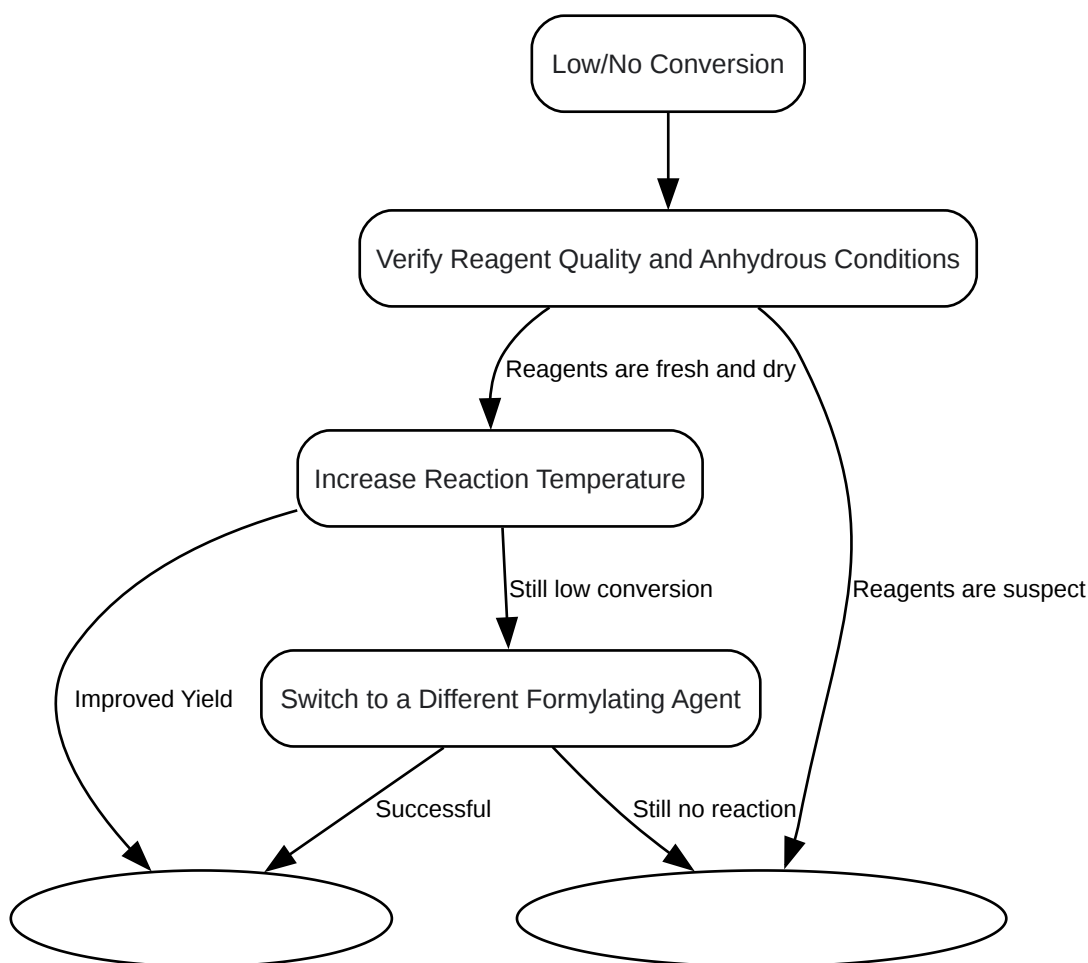 Low/No Conversion
Verify Reagent Quality and Anhydrous Conditions
Reagents are fresh and dry
Increase Reaction Temperature
Still low conversion
Reagents are suspect
Improved Yield
Switch to a Different Formylating Agent
Successful
Still no reaction